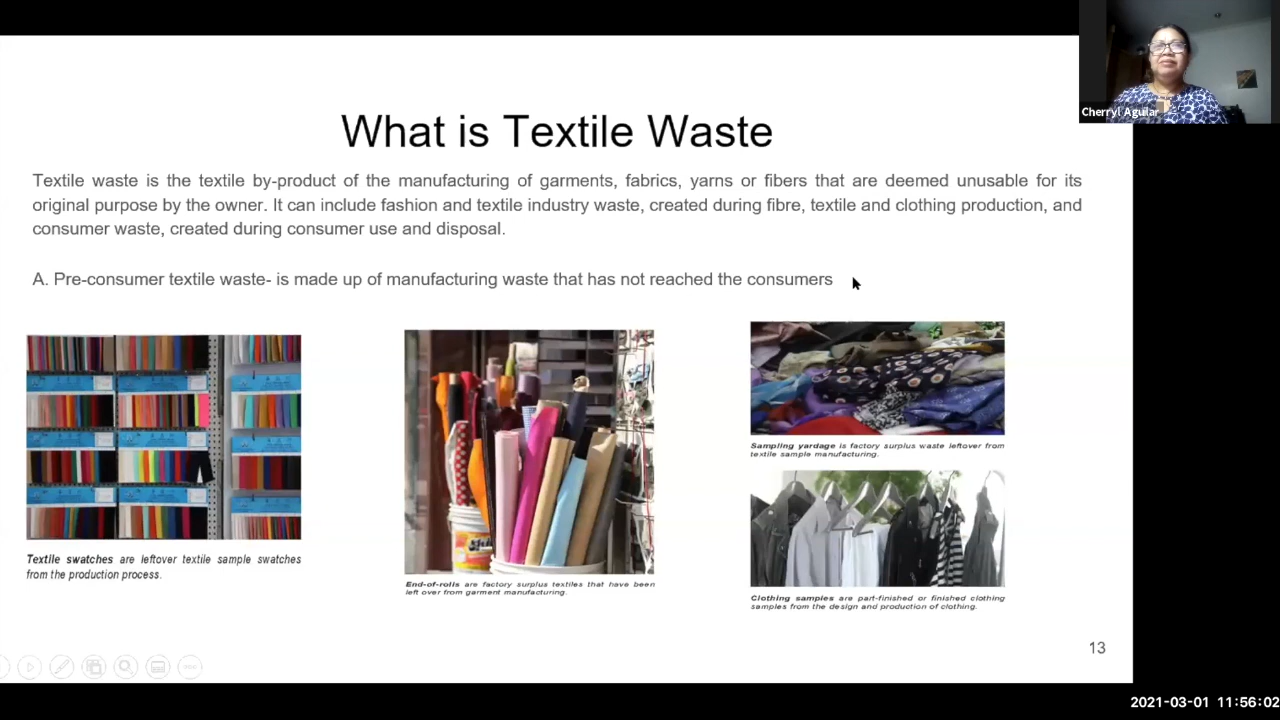 Cherryl Aguilar
What is Textile Waste
Textile waste is the textile by-product of the manufacturing of garments, fabrics, yarns or fibers that are deemed unusable for its
original purpose by the owner. It can include fashion and textile industry waste, created during fibre, textile and clothing production, and
consumer waste, created during consumer use and disposal.
A. Pre-consumer textile waste- is made up of manufacturing waste that has not reached the consumers
Textile swatches are leftover textile sample swatches
from the production process.
End-of-rolls are factory surplus textiles that have been
left over from garment manufacturing.
Sampling yardage is factory surplus waste leftover from
textile sample manufacturing.
Clothing samples are part-finished or finished clothing
samples from the design and production of clothing.
13
2021-03-01 11:56:02